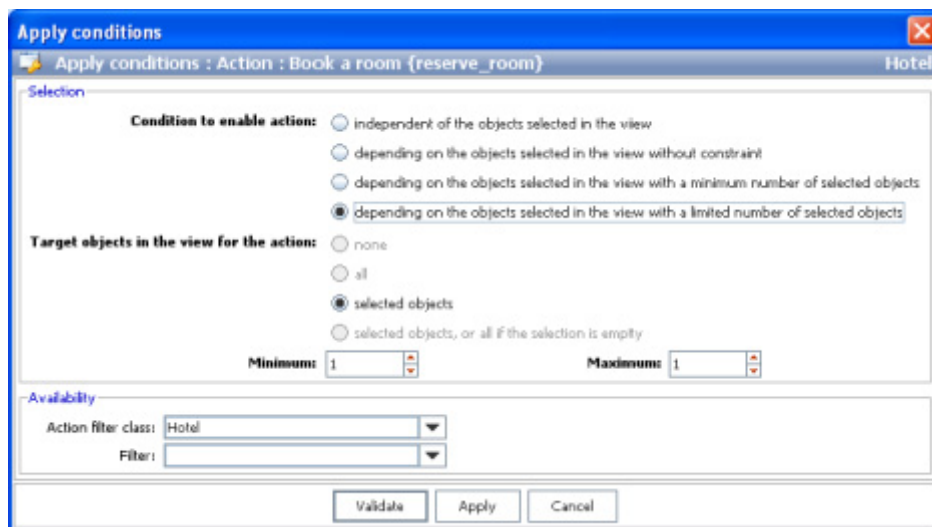 Apply conditions
Apply conditions : Action : Book a room {reserve_room} Hotel
Selection
Condition to enable action: independent of the objects selected in the view
depending on the objects selected in the view without constraint
depending on the objects selected in the view with a minimum number of selected objects
depending on the objects selected in the view with a limited number of selected objects
Target objects in the view for the action: none
all
selected objects
selected objects, or all if the selection is empty
Minimum: 1 Maximum: 1
Availability
Action filter class: Hotel
Filter:
Validate Apply Cancel